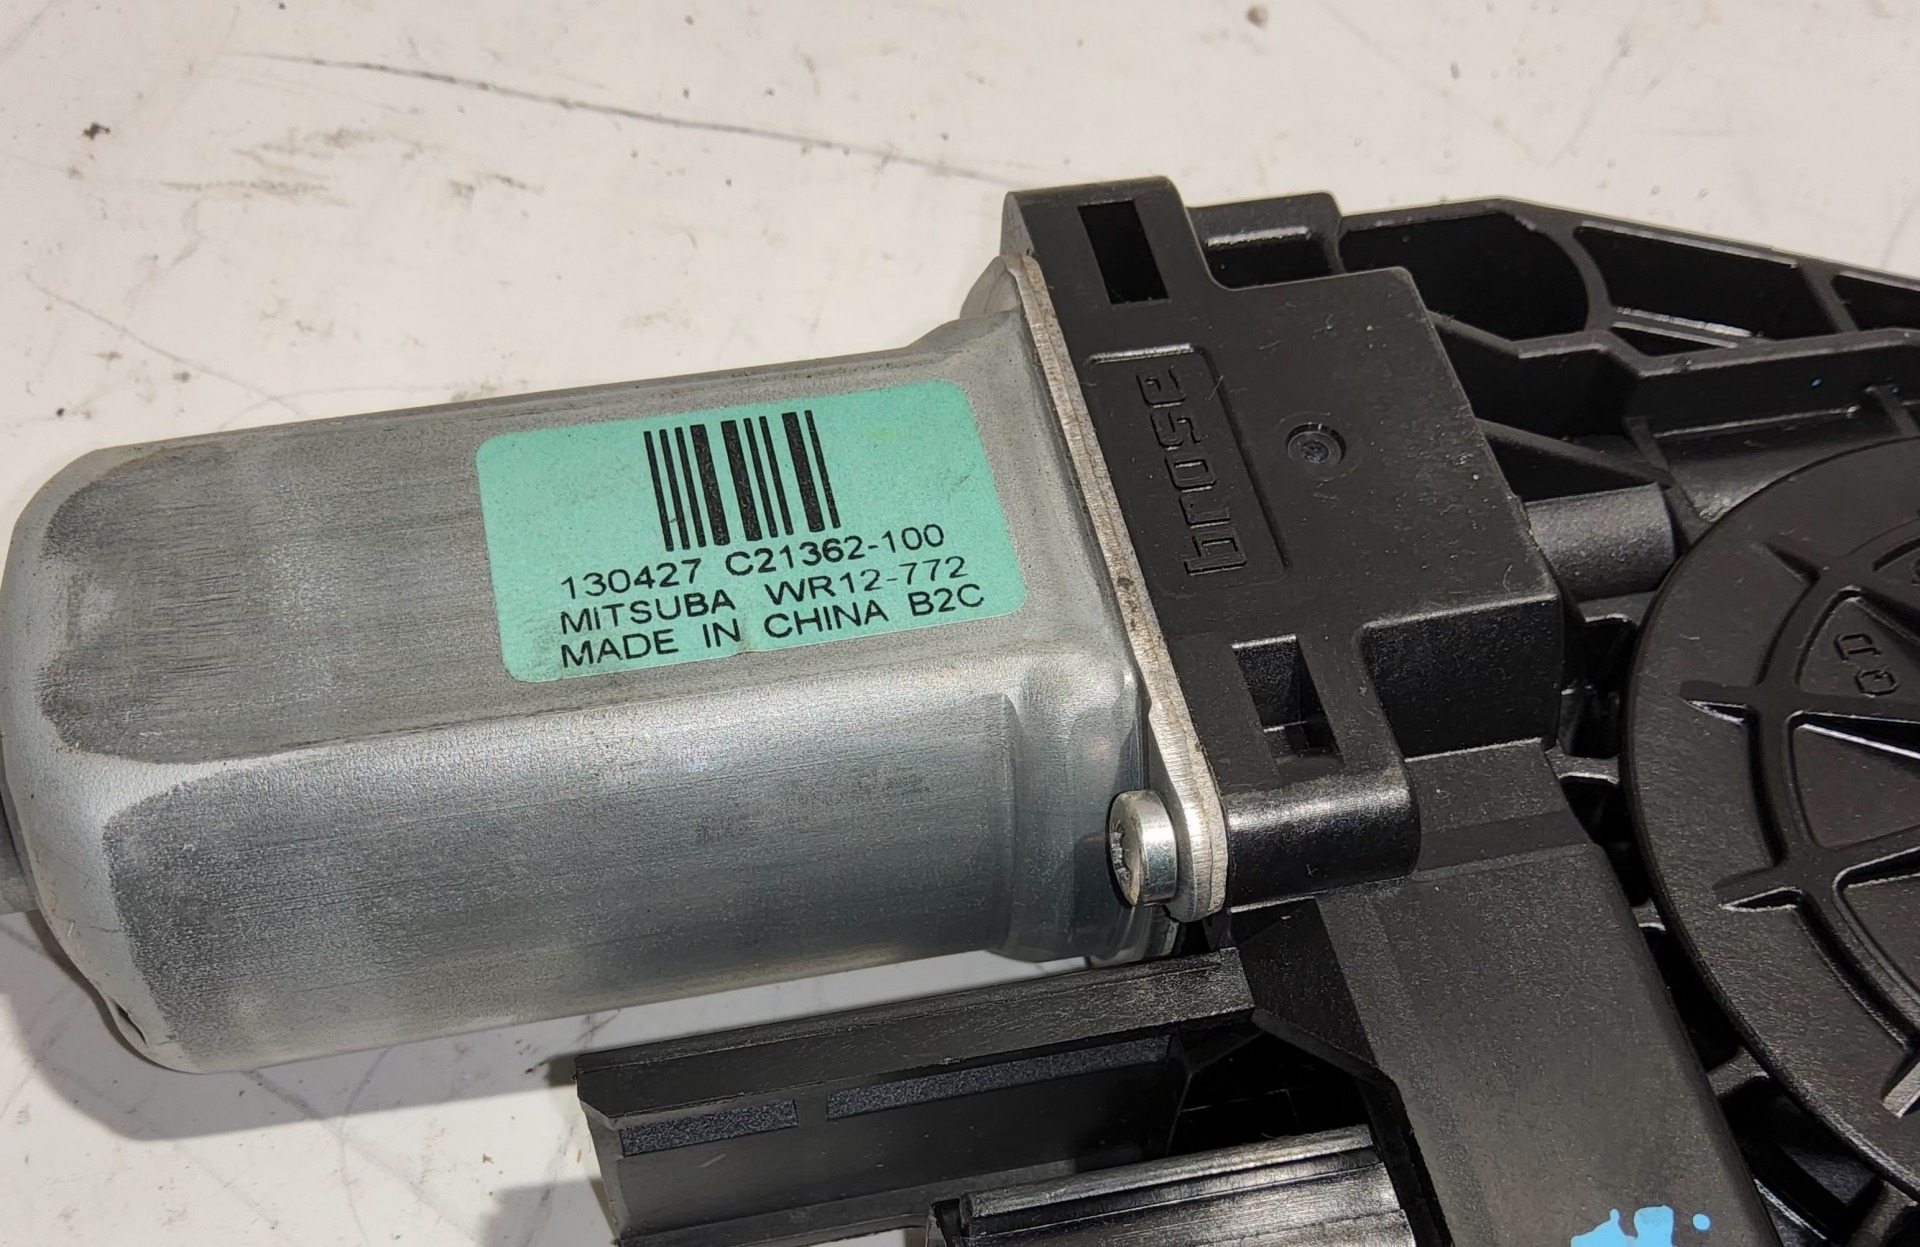 130427 C21362-100
MITSUBA WR12-772
MADE IN CHINA B2C
brose